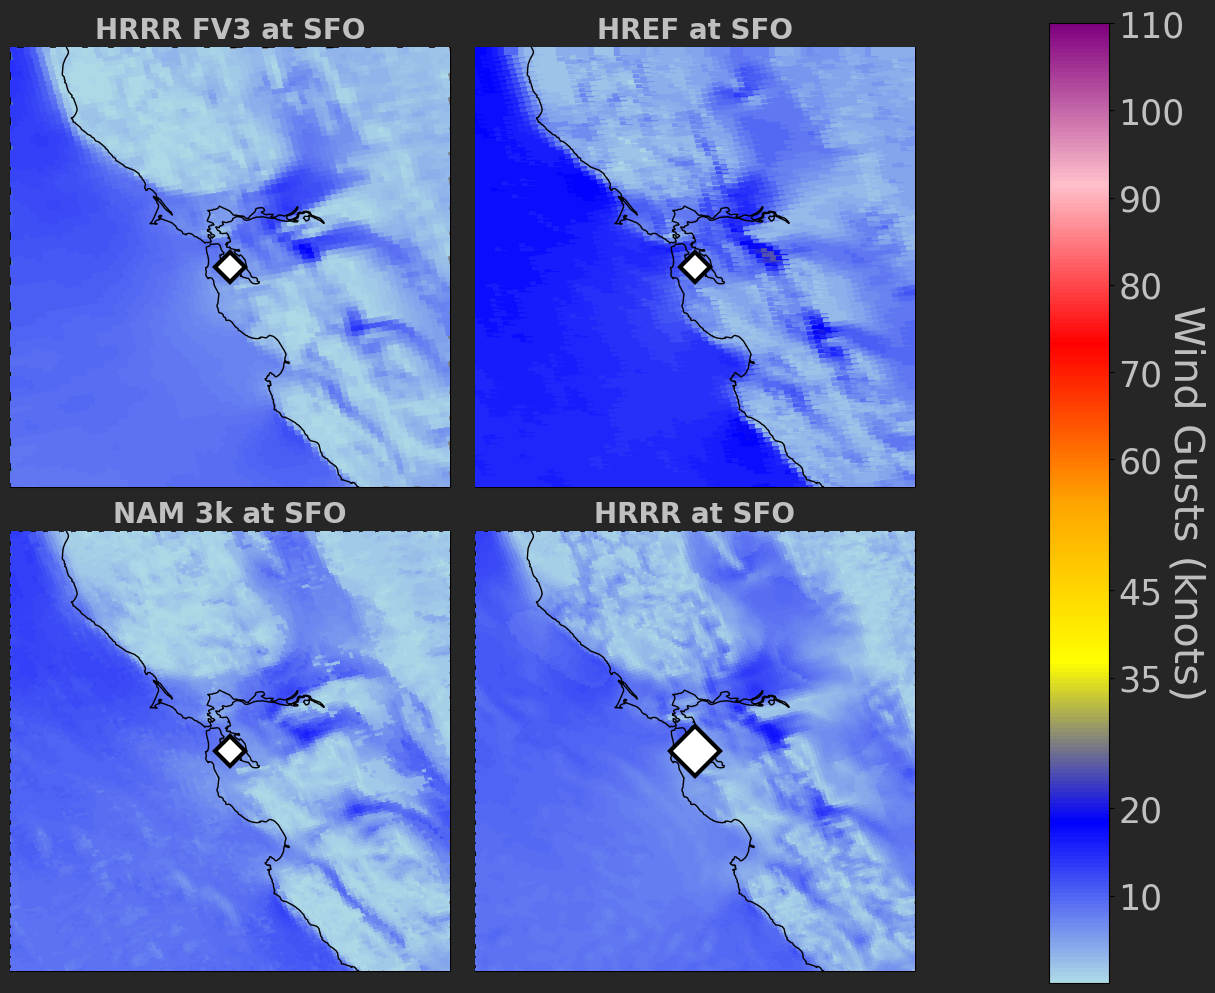 HRRR FV3 at SFO
HREF at SFO
NAM 3k at SFO
HRRR at SFO
110
100
90
80
70
60
45
35
20
10
Wind Gusts (knots)